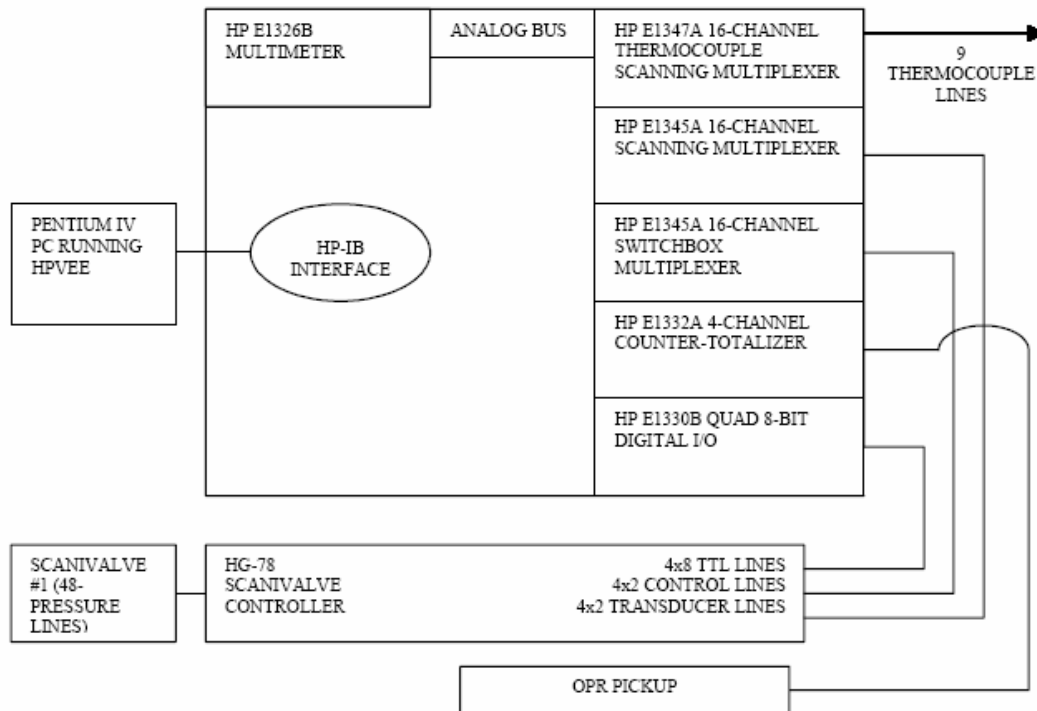 HP E1326B
MULTIMETER
ANALOG BUS
HP E1347A 16-CHANNEL
THERMOCOUPLE
SCANNING MULTIPLEXER
9
THERMOCOUPLE
LINES
HP E1345A 16-CHANNEL
SCANNING MULTIPLEXER
PENTIUM IV
PC RUNNING
HPVEE
HP-IB
INTERFACE
HP E1345A 16-CHANNEL
SWITCHBOX
MULTIPLEXER
HP E1332A 4-CHANNEL
COUNTER-TOTALIZER
HP E1330B QUAD 8-BIT
DIGITAL I/O
SCANIVALVE
#1 (48-
PRESSURE
LINES)
HG-78
SCANIVALVE
CONTROLLER
4x8 TTL LINES
4x2 CONTROL LINES
4x2 TRANSDUCER LINES
OPR PICKUP